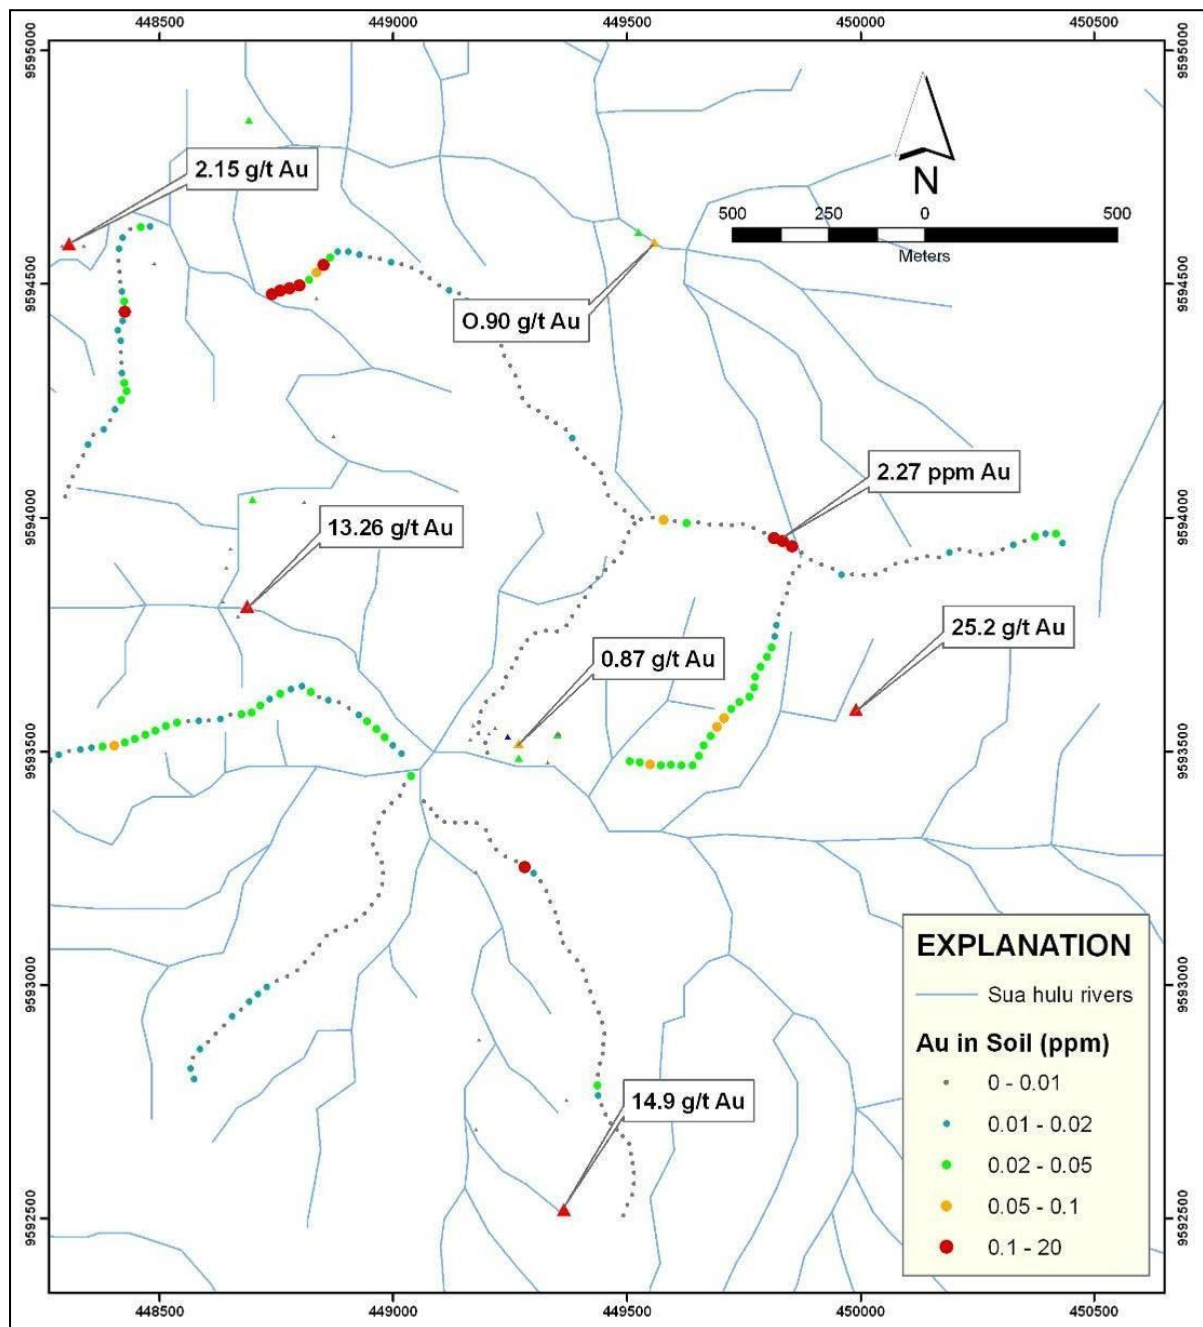 448500 449000 449500 450000 450500
9595000 9595000
2.15 g/t Au
N
500 250 0 500
Meters
9594500 9594500
O.90 g/t Au
2.27 ppm Au
9594000 9594000
13.26 g/t Au
25.2 g/t Au
0.87 g/t Au
9593500 9593500
EXPLANATION
Sua hulu rivers
9593000 9593000
Au in Soil (ppm)
0 - 0.01
14.9 g/t Au
0.01 - 0.02
0.02 - 0.05
0.05 - 0.1
9592500 9592500
0.1 - 20
448500 449000 449500 450000 450500